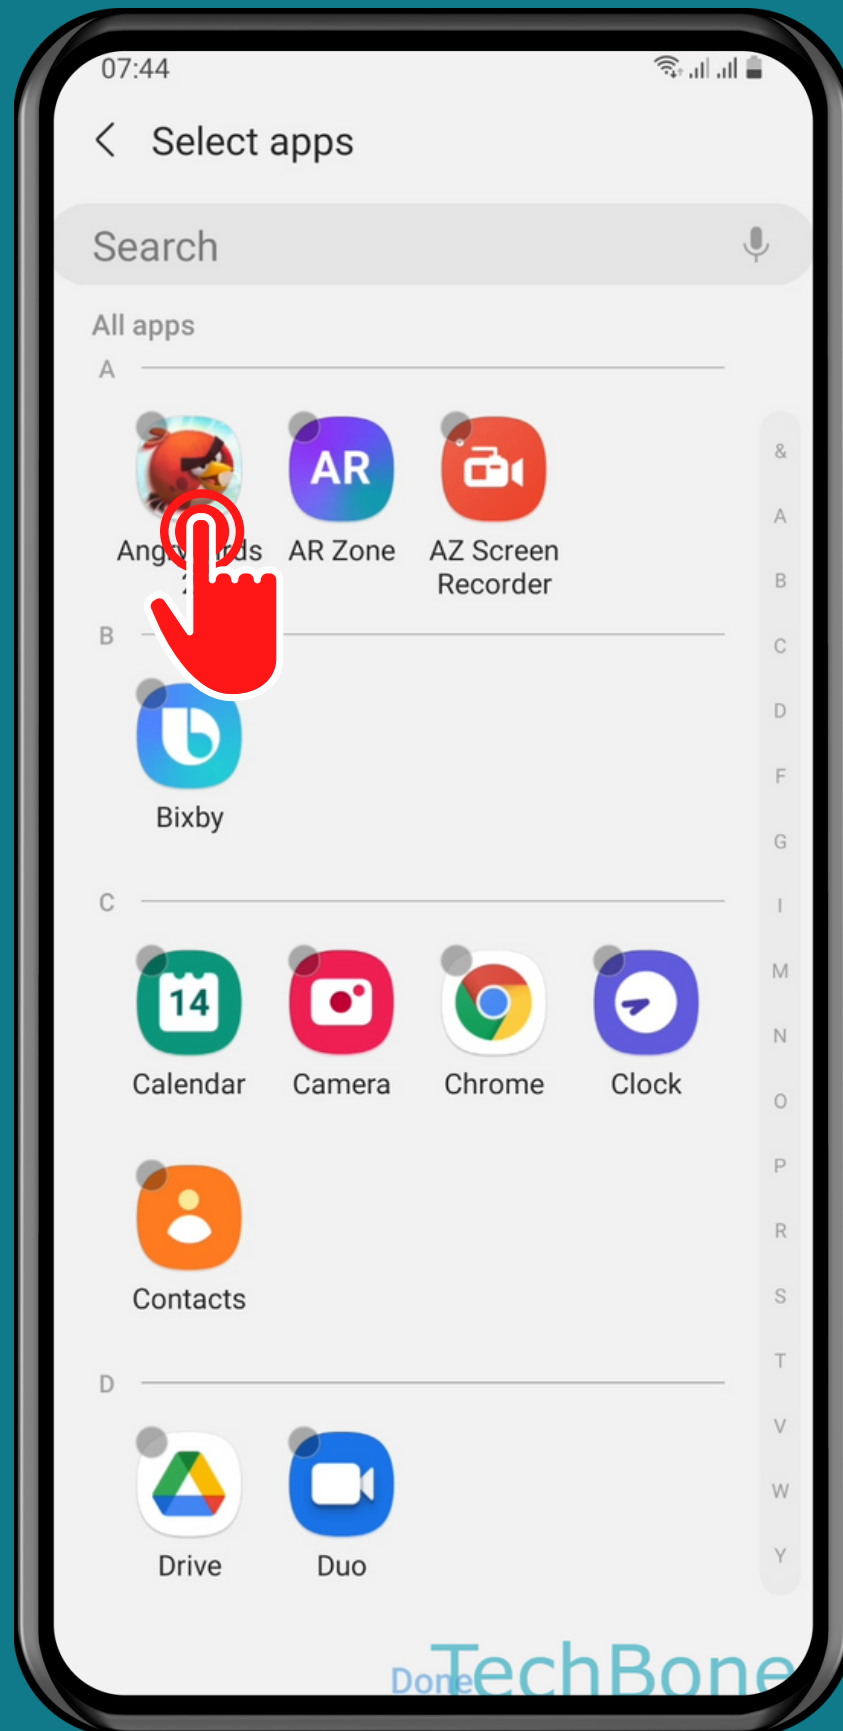 07:44
Select apps
Search
All apps
A
AR
AR Zone
AZ Screen
Recorder
B
Bixby
C
14
Calendar
Camera
Chrome
Clock
Contacts
D
Drive
Duo
&
A
B
C
D
F
G
I
M
N
O
P
R
S
T
V
W
Y
Done
TechBone